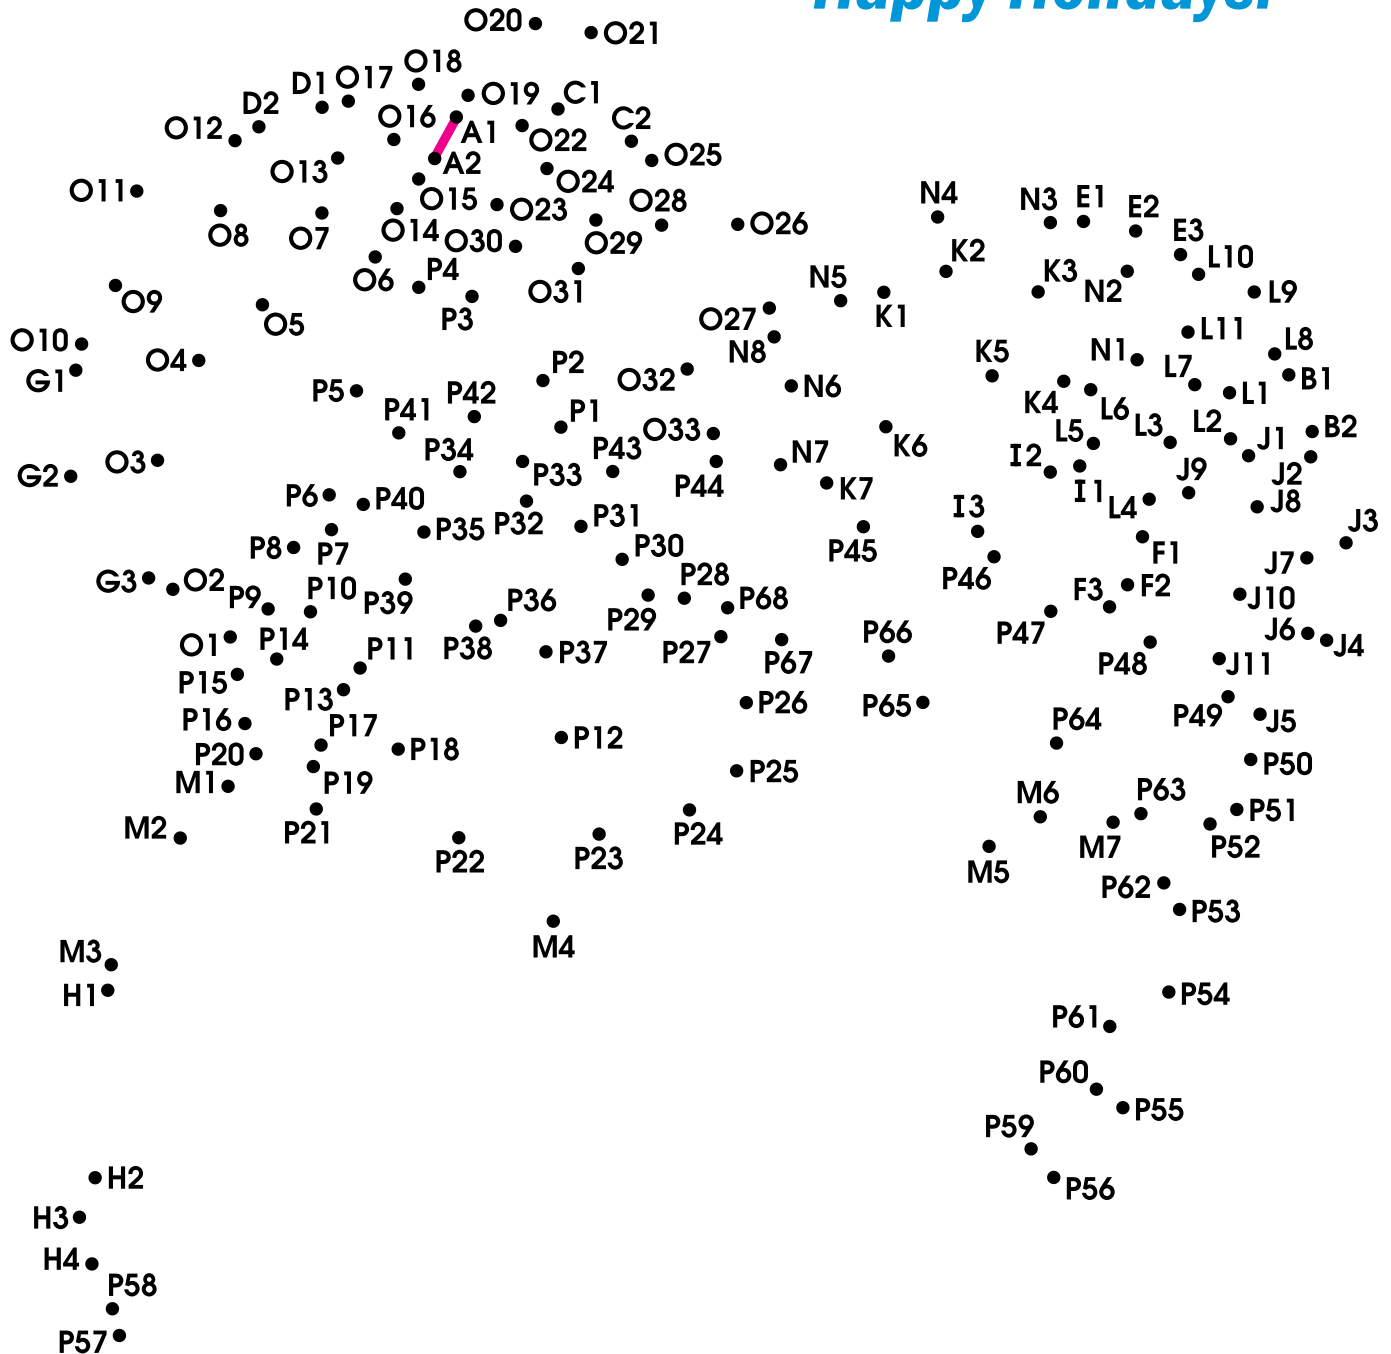 Happy Holidays!
O20 O21
O18
D1 O17 O19 C1
D2 O16 C2
O12 A1 O22
O13 A2 O25
O11 O15 O24 N4 N3 E1 E2
O8 O7 O14 O23 O28 O26
O30 O29 E3
O6 P4 K2 L10
O9 P3 O31 N5 K3 N2 L9
O5 O27 K1
O10 O4 N8 L11 L8
G1 P2 O32 K5 N1 L7 B1
P5 P42 N6 K4 L6 L1
P41 P1 O33 L5 L3 L2 B2
P34 P43 K6 J1
G2 O3 P33 P44 N7 I2 I1 J9 J2
P6 P40 P32 K7 I3 L4 J8
P35 P31 J3
P8 P7 P30 P45 F1
G3 O2 P10 P39 P28 P46 F2 J7
P9 P36 P29 P68 F3 J10
O1 P14 P38 P27 P66 P47 J6
P11 P37 P67 P48 J4
P15 P13 J11
P16 P17 P26 P65 P64 P49 J5
P20 P18 P12
M1 P19 P25 P50
M2 P21 P24 M6 P63 P51
P22 P23 M5 M7 P52
P62 P53
M3 M4
H1 P54
P61
P60 P55
P59
H2 P56
H3
H4
P58
P57